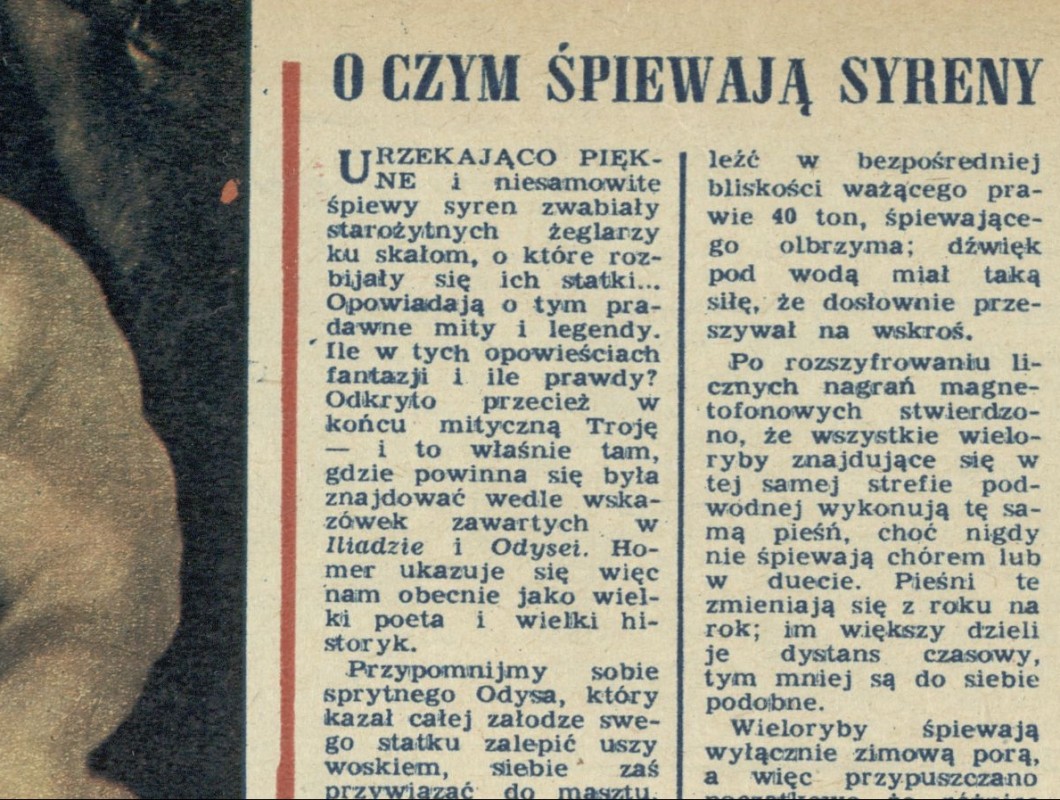 O CZYM ŚPIEWAJĄ SYRENY
URZEKAJĄCO PIĘK-
NE i niesamowite
śpiewy syren zwabiały
starożytnych żeglarzy
ku skałom, o które roz-
bijały się ich statki...
Opowiadają o tym pra-
dawne mity i legendy.
Ile w tych opowieściach
fantazji i ile prawdy?
Odkryto przecież w
końcu mityczną Troję
— i to właśnie tam,
gdzie powinna się była
znajdować wedle wska-
zówek zawartych w
Iliadzie i Odysei. Ho-
mer ukazuje się więc
nam obecnie jako wiel-
ki poeta i wielki hi-
storyk.
Przypomnijmy sobie
sprytnego Odysa, który
kazał całej załodze swe-
go statku zalepić uszy
woskiem, siebie zaś
przywiązać do masztu.
leźć w bezpośredniej
bliskości ważącego pra-
wie 40 ton, śpiewające-
go olbrzyma; dźwięk
pod wodą miał taką
siłę, że dosłownie prze-
szywał na wskroś.
Po rozszyfrowaniu li-
cznych nagrań magne-
tofonowych stwierdzo-
no, że wszystkie wielo-
ryby znajdujące się w
tej samej strefie pod-
wodnej wykonują tę sa-
mą pieśń, choć nigdy
nie śpiewają chórem lub
w duecie. Pieśni te
zmieniają się z roku na
rok; im większy dzieli
je dystans czasowy,
tym mniej są do siebie
podobne.
Wieloryby śpiewają
wyłącznie zimową porą,
a więc przypuszczano